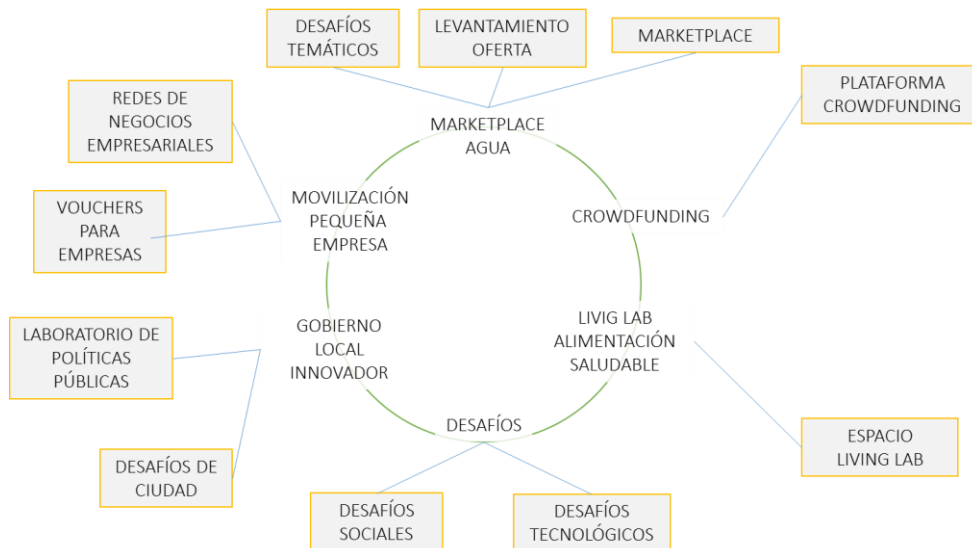 DESAFÍOS
TEMÁTICOS
LEVANTAMIENTO
OFERTA
MARKETPLACE
REDES DE
NEGOCIOS
EMPRESARIALES
PLATAFORMA
CROWDFUNDING
MARKETPLACE
AGUA
VOUCHERS
PARA
EMPRESAS
MOVILIZACIÓN
PEQUEÑA
EMPRESA
CROWDFUNDING
LABORATORIO DE
POLÍTICAS
PÚBLICAS
GOBIERNO
LOCAL
INNOVADOR
LIVIG LAB
ALIMENTACIÓN
SALUDABLE
DESAFÍOS
ESPACIO
LIVING LAB
DESAFÍOS DE
CIUDAD
DESAFÍOS
SOCIALES
DESAFÍOS
TECNOLÓGICOS